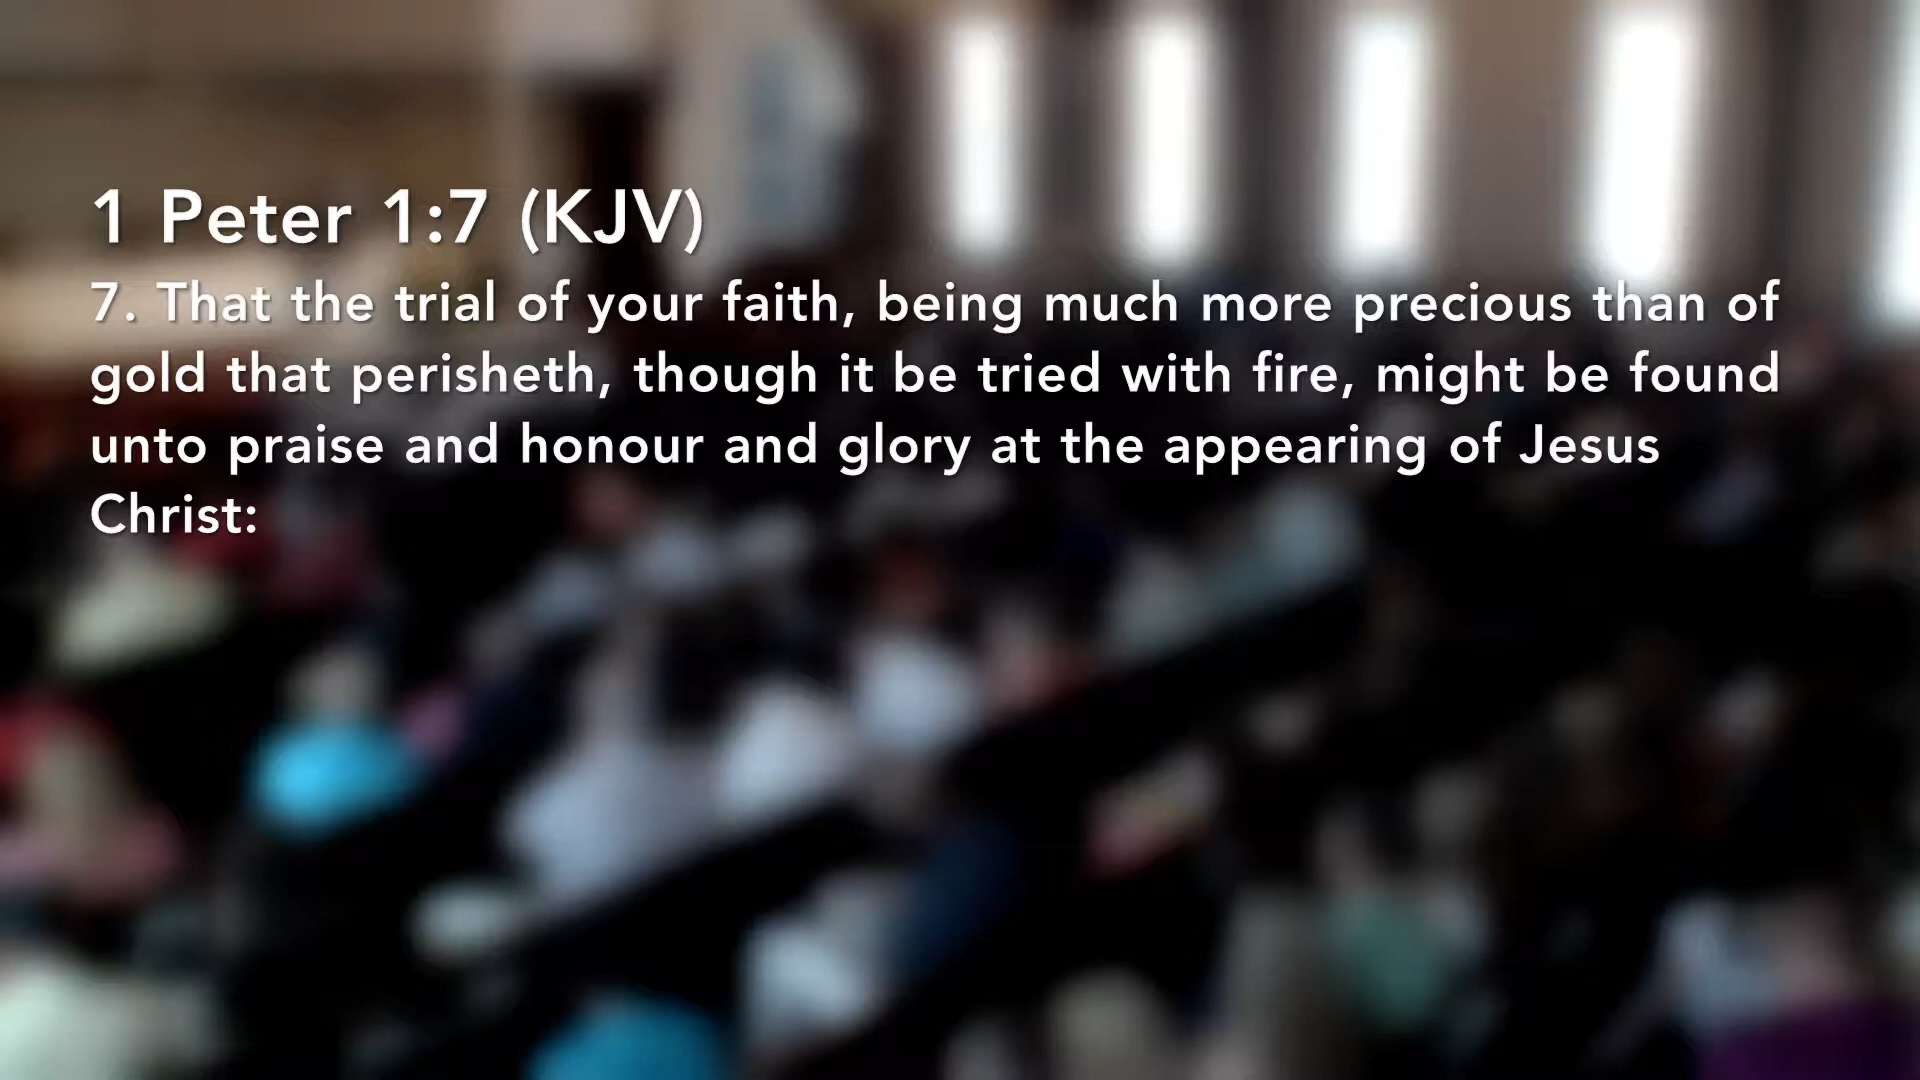 1 Peter 1:7 (KJV)
7. That the trial of your faith, being much more precious than of
gold that perisheth, though it be tried with fire, might be found
unto praise and honour and glory at the appearing of Jesus
Christ: